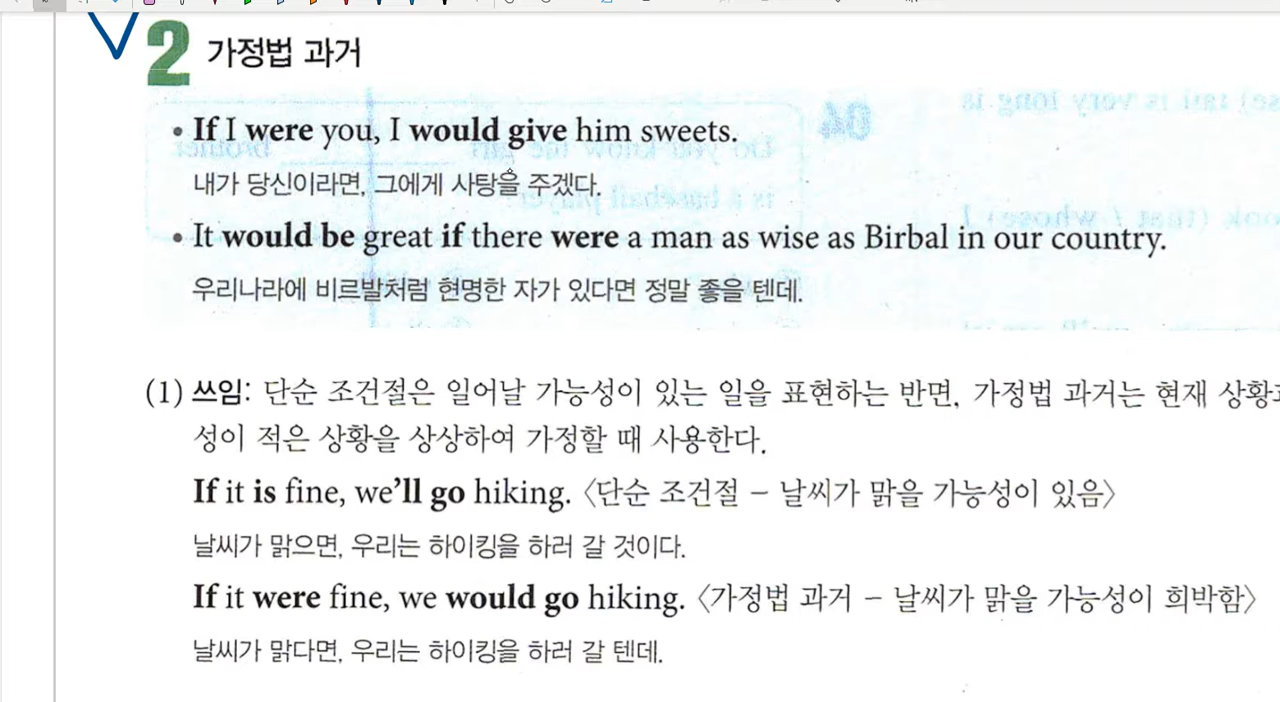 2 가정법 과거
• If I were you, I would give him sweets.
내가 당신이라면, 그에게 사탕을 주겠다.
• It would be great if there were a man as wise as Birbal in our country.
우리나라에 비르발처럼 현명한 자가 있다면 정말 좋을 텐데.
(1) 쓰임: 단순 조건절은 일어날 가능성이 있는 일을 표현하는 반면, 가정법 과거는 현재 상황
성이 적은 상황을 상상하여 가정할 때 사용한다.
If it is fine, we'll go hiking. 〈단순 조건절 – 날씨가 맑을 가능성이 있음〉
날씨가 맑으면, 우리는 하이킹을 하러 갈 것이다.
If it were fine, we would go hiking. 〈가정법 과거 – 날씨가 맑을 가능성이 희박함〉
날씨가 맑다면, 우리는 하이킹을 하러 갈 텐데.